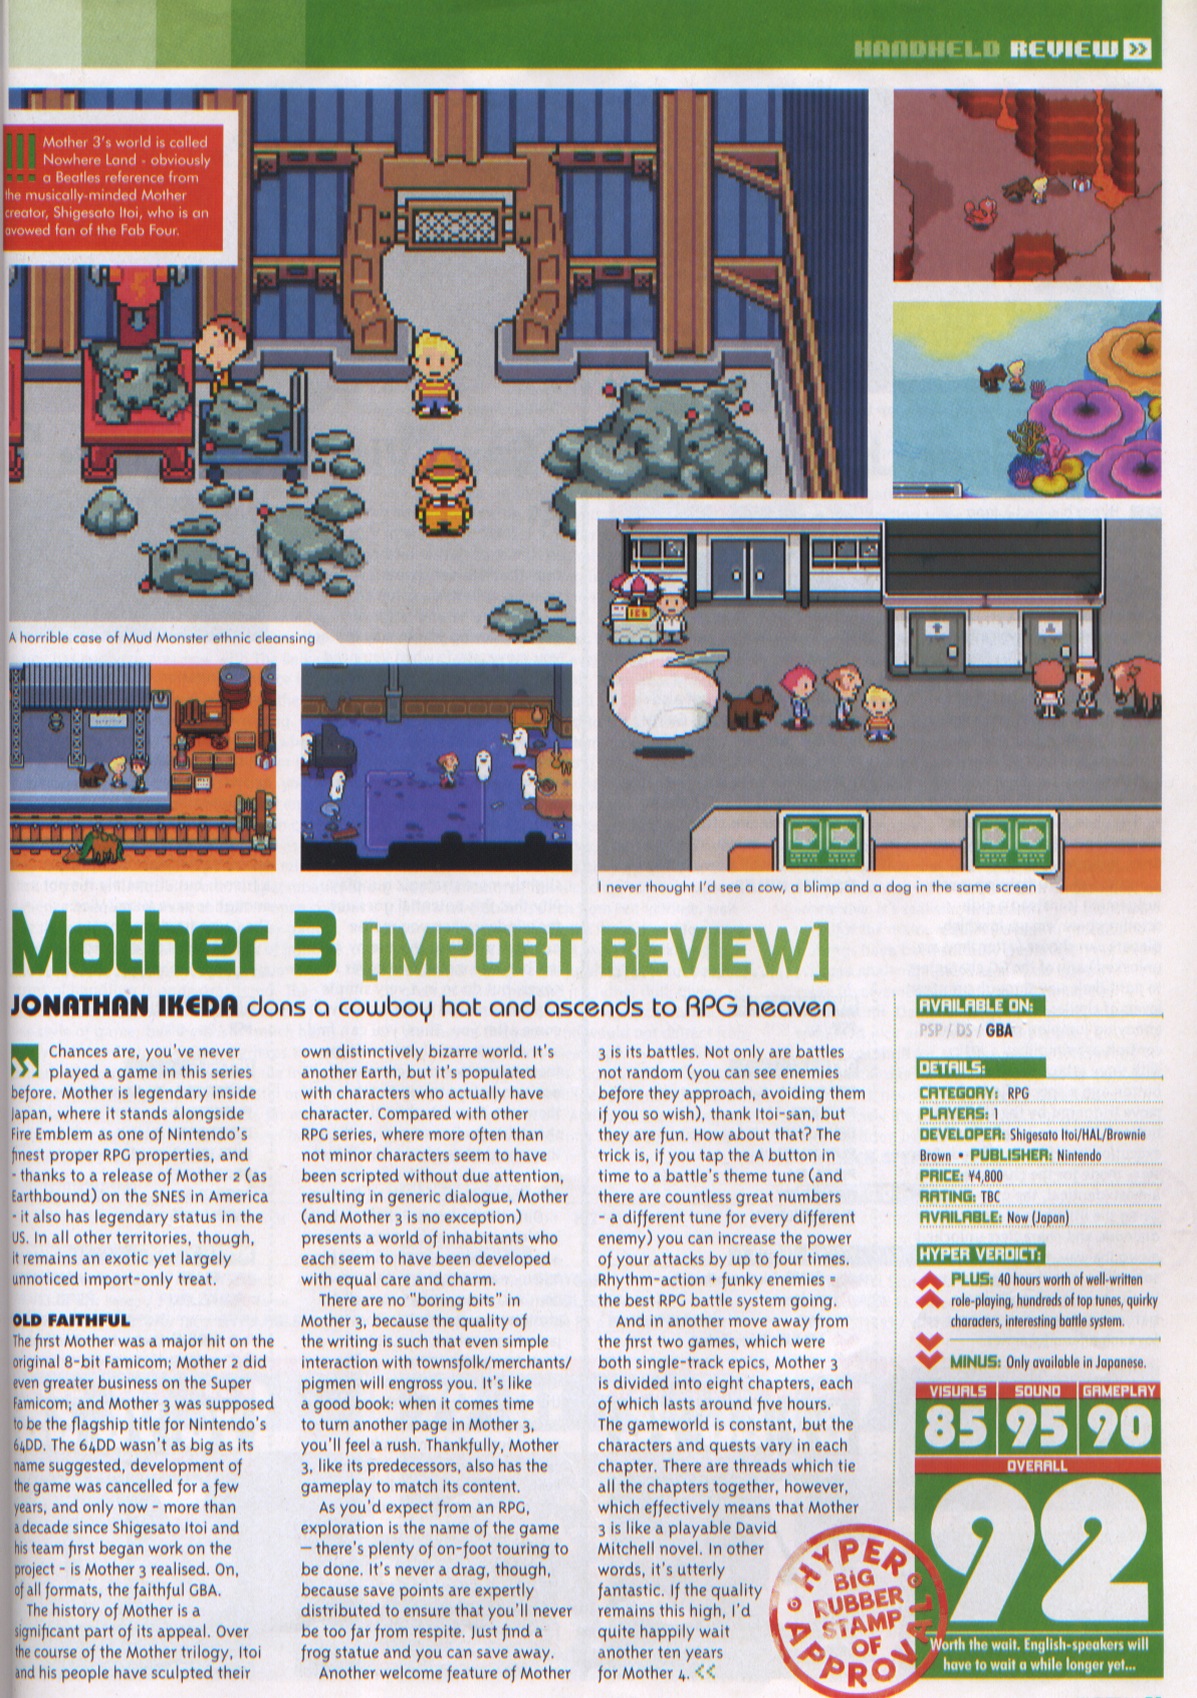 HANDHELD REVIEW >>
!!! Mother 3's world is called
Nowhere Land - obviously
a Beatles reference from
the musically-minded Mother
creator, Shigesato Itoi, who is an
avowed fan of the Fab Four.
A horrible case of Mud Monster ethnic cleansing
ICE
I never thought I'd see a cow, a blimp and a dog in the same screen
Mother 3 [IMPORT REVIEW]
JONATHAN IKEDA dons a cowboy hat and ascends to RPG heaven
>> Chances are, you've never
played a game in this series
before. Mother is legendary inside
Japan, where it stands alongside
Fire Emblem as one of Nintendo's
finest proper RPG properties, and
- thanks to a release of Mother 2 (as
Earthbound) on the SNES in America
- it also has legendary status in the
US. In all other territories, though,
it remains an exotic yet largely
unnoticed import-only treat.
OLD FAITHFUL
The first Mother was a major hit on the
original 8-bit Famicom; Mother 2 did
even greater business on the Super
Famicom; and Mother 3 was supposed
to be the flagship title for Nintendo's
64DD. The 64DD wasn't as big as its
name suggested, development of
the game was cancelled for a few
years, and only now - more than
a decade since Shigesato Itoi and
his team first began work on the
project - is Mother 3 realised. On,
of all formats, the faithful GBA.
The history of Mother is a
significant part of its appeal. Over
the course of the Mother trilogy, Itoi
and his people have sculpted their
own distinctively bizarre world. It's
another Earth, but it's populated
with characters who actually have
character. Compared with other
RPG series, where more often than
not minor characters seem to have
been scripted without due attention,
resulting in generic dialogue, Mother
(and Mother 3 is no exception)
presents a world of inhabitants who
each seem to have been developed
with equal care and charm.
There are no "boring bits" in
Mother 3, because the quality of
the writing is such that even simple
interaction with townsfolk/merchants/
pigmen will engross you. It's like
a good book: when it comes time
to turn another page in Mother 3,
you'll feel a rush. Thankfully, Mother
3, like its predecessors, also has the
gameplay to match its content.
As you'd expect from an RPG,
exploration is the name of the game
— there's plenty of on-foot touring to
be done. It's never a drag, though,
because save points are expertly
distributed to ensure that you'll never
be too far from respite. Just find a
frog statue and you can save away.
Another welcome feature of Mother
3 is its battles. Not only are battles
not random (you can see enemies
before they approach, avoiding them
if you so wish), thank Itoi-san, but
they are fun. How about that? The
trick is, if you tap the A button in
time to a battle's theme tune (and
there are countless great numbers
- a different tune for every different
enemy) you can increase the power
of your attacks by up to four times.
Rhythm-action + funky enemies =
the best RPG battle system going.
And in another move away from
the first two games, which were
both single-track epics, Mother 3
is divided into eight chapters, each
of which lasts around five hours.
The gameworld is constant, but the
characters and quests vary in each
chapter. There are threads which tie
all the chapters together, however,
which effectively means that Mother
3 is like a playable David
Mitchell novel. In other
words, it's utterly
fantastic. If the quality
remains this high, I'd
quite happily wait
another ten years
for Mother 4. <<
AVAILABLE ON:
PSP / DS / GBA
DETAILS:
CATEGORY: RPG
PLAYERS: 1
DEVELOPER: Shigesato Itoi/HAL/Brownie
Brown • PUBLISHER: Nintendo
PRICE: ¥4,800
RATING: TBC
AVAILABLE: Now (Japan)
HYPER VERDICT:
PLUS: 40 hours worth of well-written
role-playing, hundreds of top tunes, quirky
characters, interesting battle system.
MINUS: Only available in Japanese.
VISUALS SOUND GAMEPLAY
85 95 90
OVERALL
92
Worth the wait. English-speakers will
have to wait a while longer yet...
HYPER
BIG
RUBBER
STAMP
OF
APPROVAL